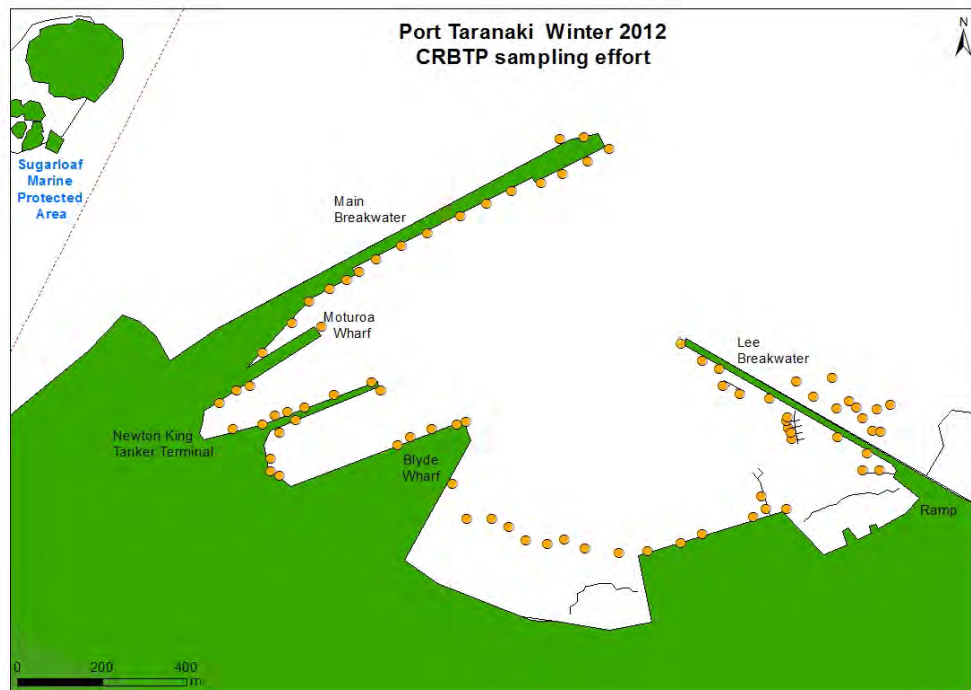 Port Taranaki Winter 2012
CRBTP sampling effort
N
Sugarloaf
Marine
Protected
Area
Main
Breakwater
Moturoa
Wharf
Lee
Breakwater
Newton King
Tanker Terminal
Blyde
Wharf
Ramp
0 200 400
m